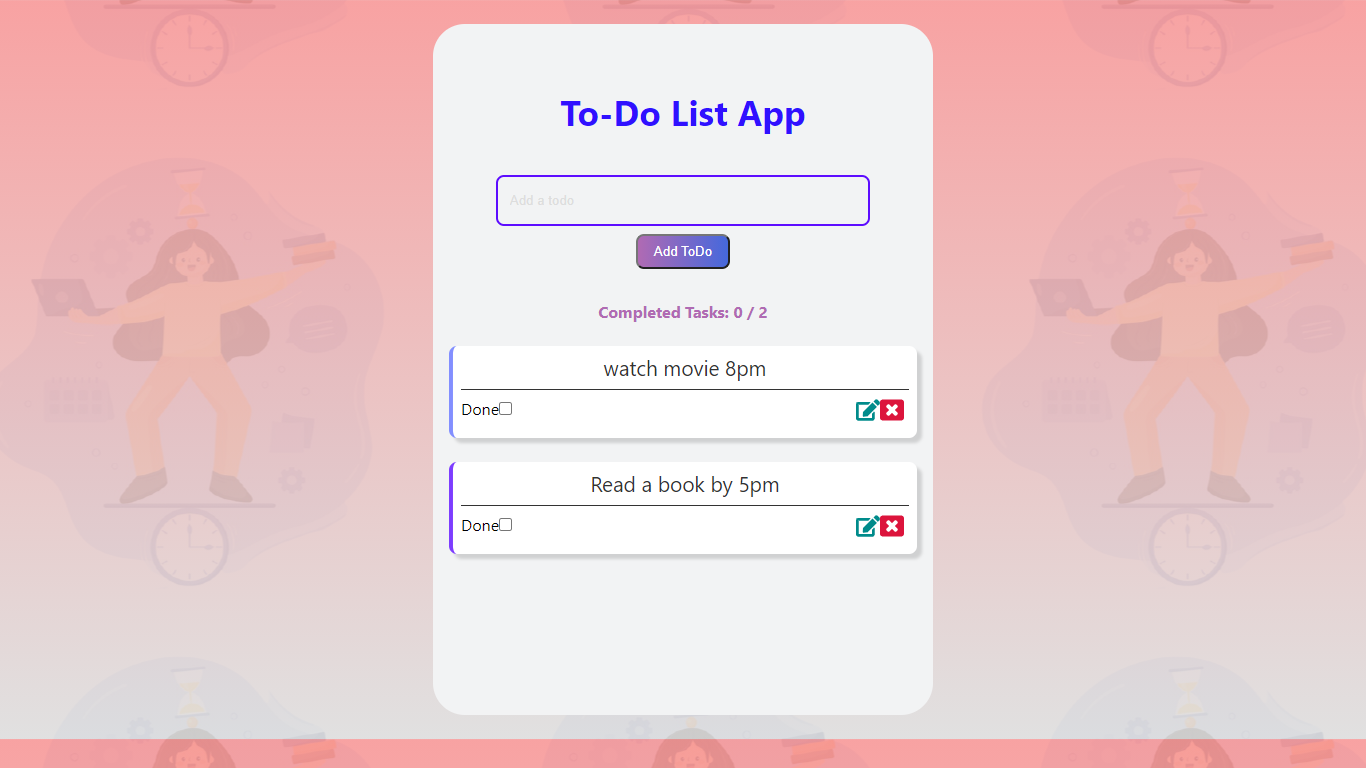 To-Do List App
Add a todo
Add ToDo
Completed Tasks: 0 / 2
watch movie 8pm
Done
Read a book by 5pm
Done